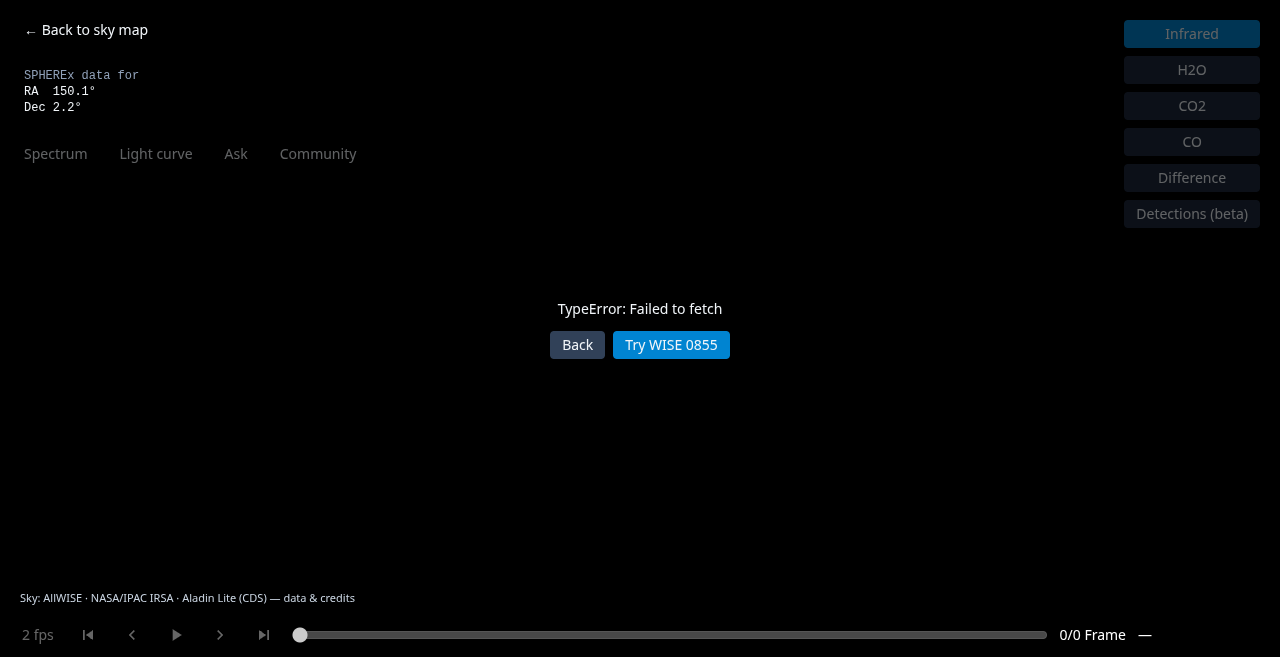 ← Back to sky map
SPHEREx data for
RA  150.1°
Dec 2.2°
Spectrum
Light curve
Ask
Community
Infrared
H2O
CO2
CO
Difference
Detections (beta)
TypeError: Failed to fetch
Back
Try WISE 0855
Sky: AllWISE · NASA/IPAC IRSA · Aladin Lite (CDS) — data & credits
2 fps
0/0 Frame —